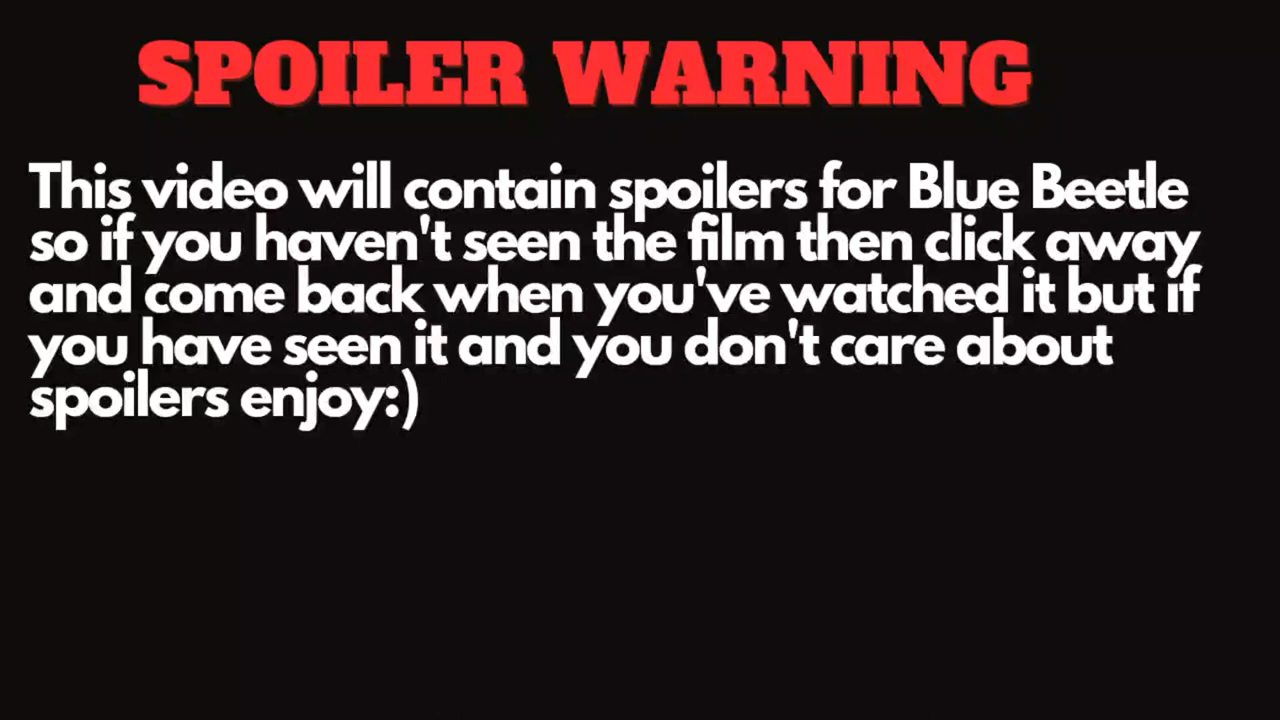 SPOILER WARNING
This video will contain spoilers for Blue Beetle
so if you haven't seen the film then click away
and come back when you've watched it but if
you have seen it and you don't care about
spoilers enjoy:)